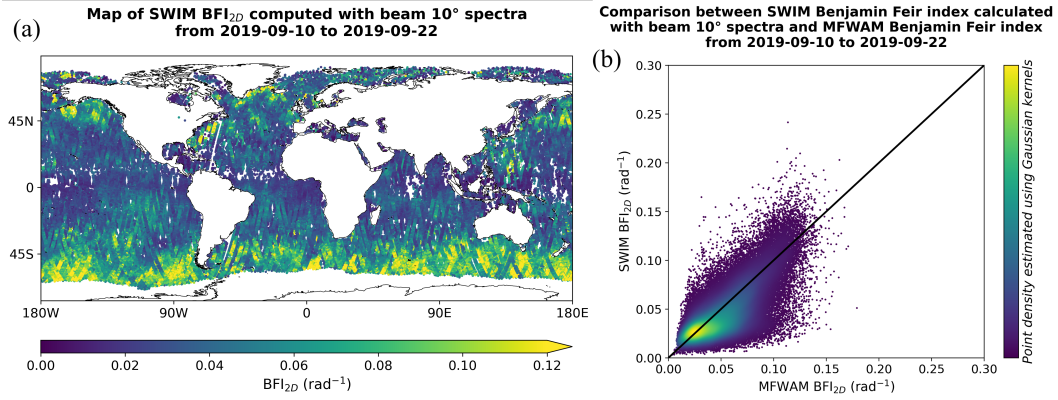 (a)
Map of SWIM BFI2D computed with beam 10° spectra
from 2019-09-10 to 2019-09-22
45N
0
45S
180W 90W 0 90E 180E
0.00 0.02 0.04 0.06 0.08 0.10 0.12
BFI2D (rad−1)
(b)
Comparison between SWIM Benjamin Feir index calculated
with beam 10° spectra and MFWAM Benjamin Feir index
from 2019-09-10 to 2019-09-22
SWIM BFI2D (rad−1)
0.30
0.25
0.20
0.15
0.10
0.05
0.00
0.00 0.05 0.10 0.15 0.20 0.25 0.30
MFWAM BFI2D (rad−1)
Point density estimated using Gaussian kernels